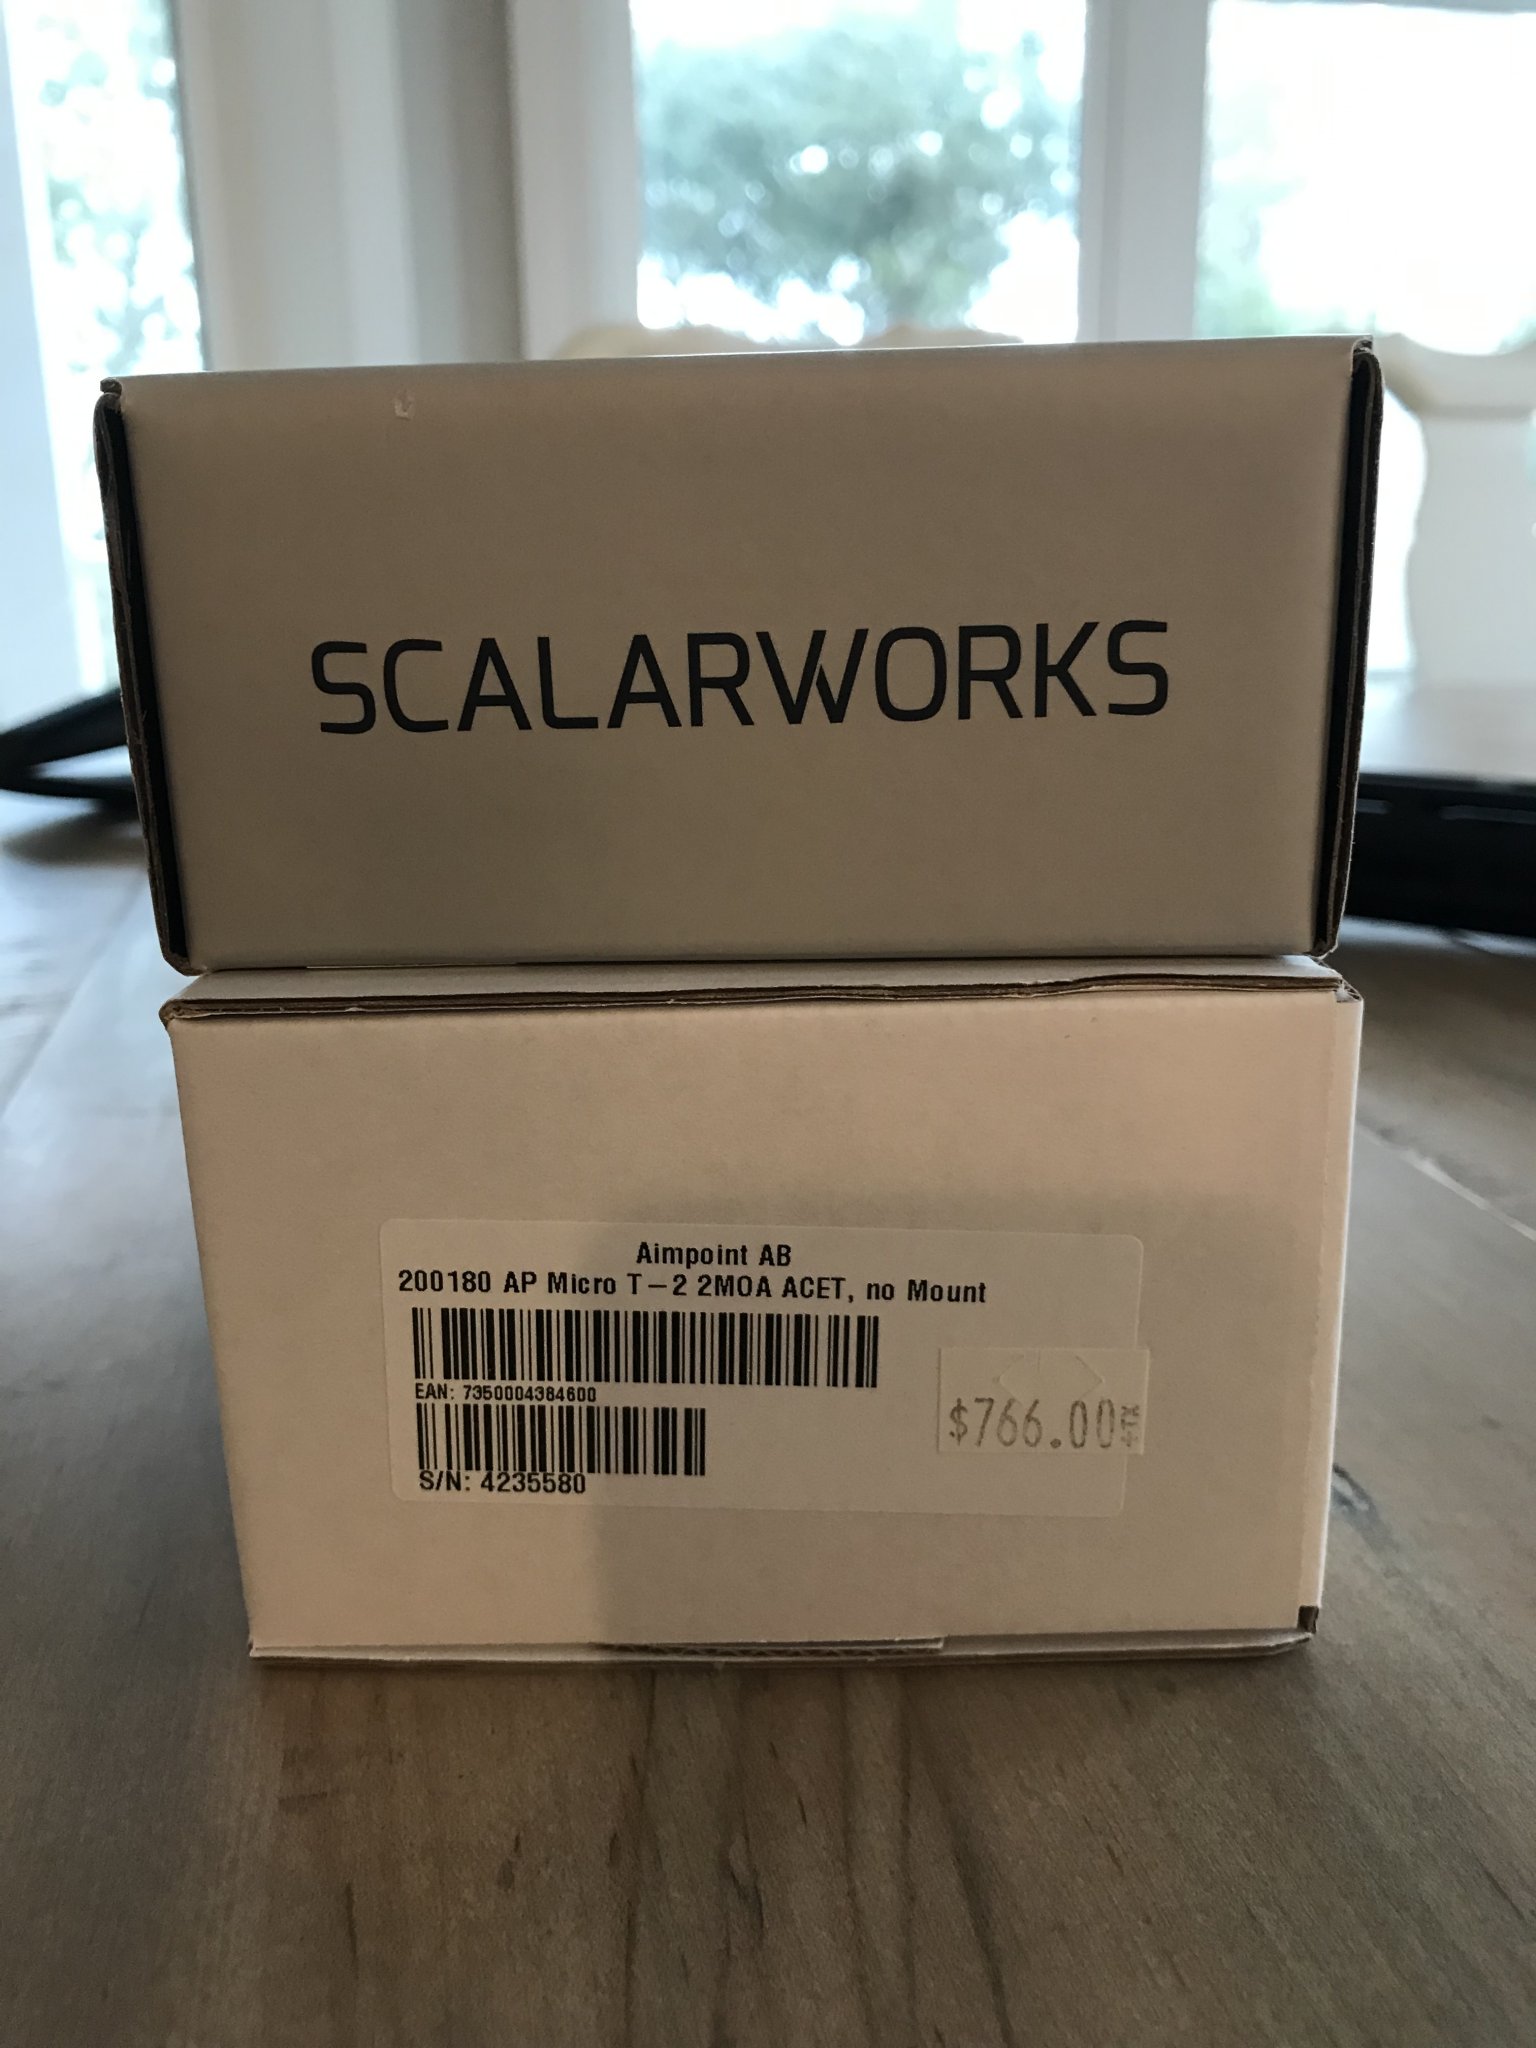 SCALARWORKS
Aimpoint AB
200180 AP Micro T-2 2MOA ACET, no Mount
EAN: 7350004384600
$766.00
S/N: 4235580